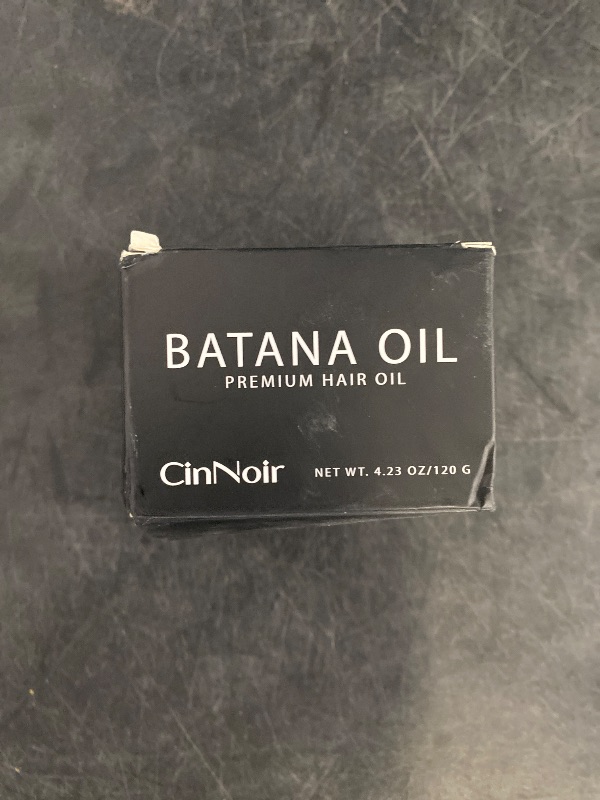 BATANA OIL
PREMIUM HAIR OIL
CinNoir NET WT. 4.23 OZ/120 G